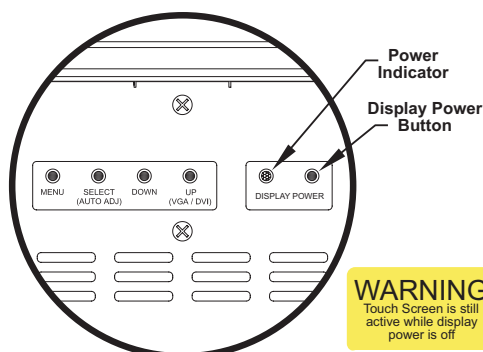 Power
Indicator
Display Power
Button
MENU
SELECT
(AUTO ADJ)
DOWN
UP
(VGA / DVI)
DISPLAY POWER
WARNING
Touch Screen is still
active while display
power is off